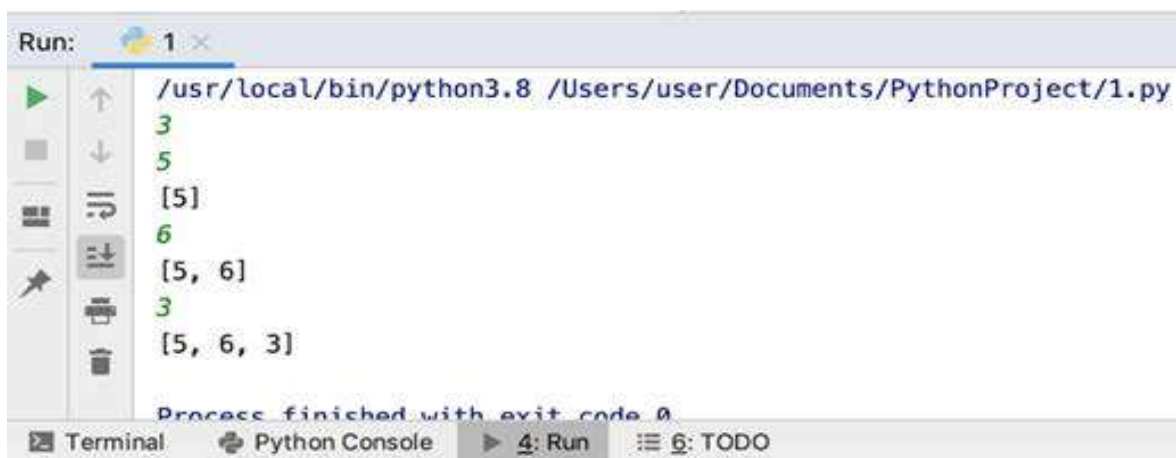 Run: 1
/usr/local/bin/python3.8 /Users/user/Documents/PythonProject/1.py
3
5
[5]
6
[5, 6]
3
[5, 6, 3]
Process finished with exit code 0
Terminal Python Console 4: Run 6: TODO